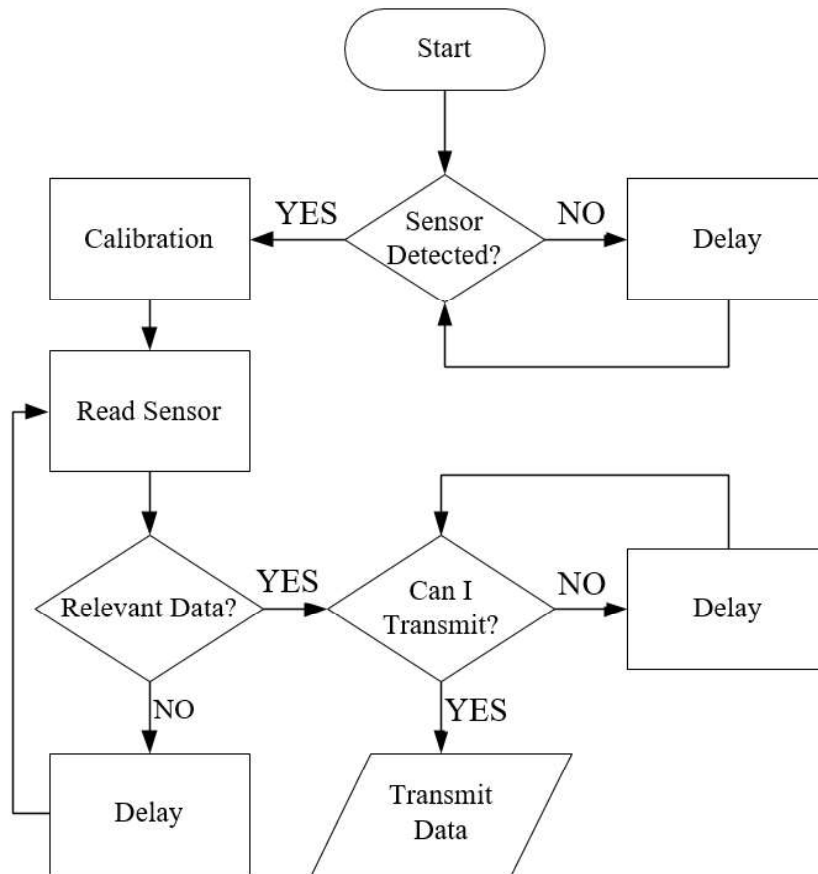 Start
YES
Sensor
Detected?
NO
Calibration
Delay
Read Sensor
Relevant Data?
YES
Can I
Transmit?
NO
Delay
NO
YES
Delay
Transmit
Data